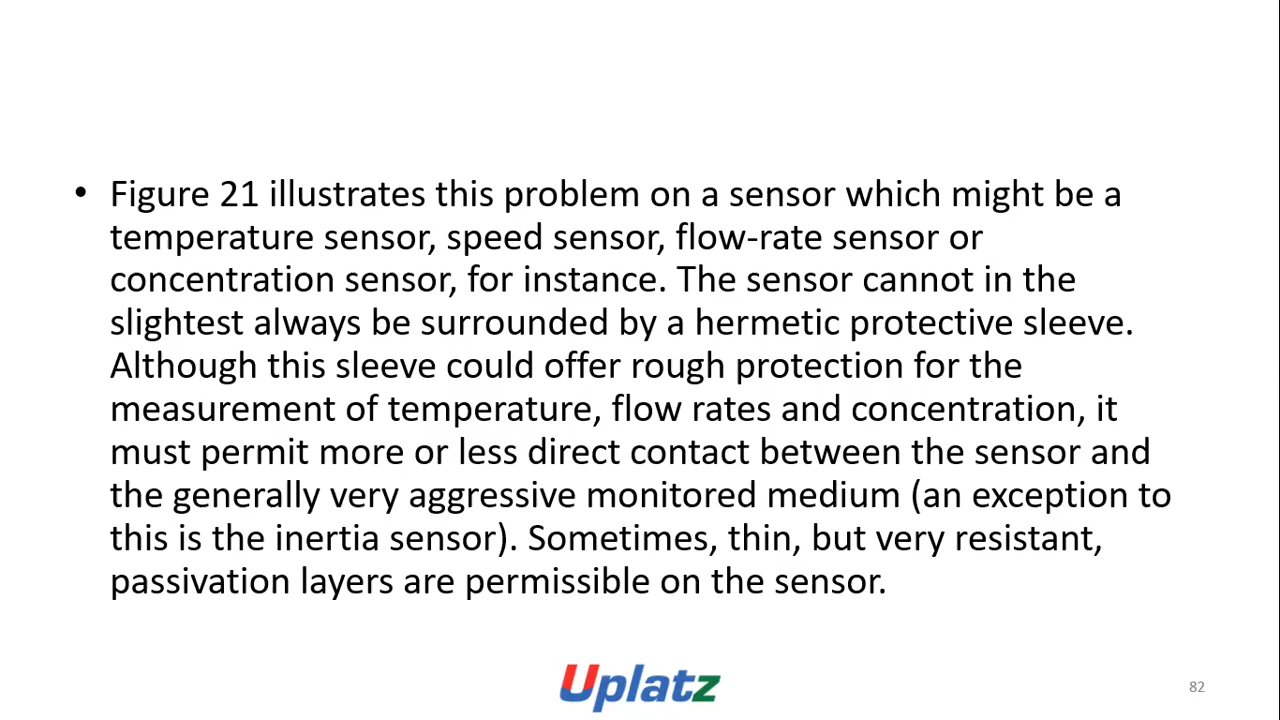 • Figure 21 illustrates this problem on a sensor which might be a
temperature sensor, speed sensor, flow-rate sensor or
concentration sensor, for instance. The sensor cannot in the
slightest always be surrounded by a hermetic protective sleeve.
Although this sleeve could offer rough protection for the
measurement of temperature, flow rates and concentration, it
must permit more or less direct contact between the sensor and
the generally very aggressive monitored medium (an exception to
this is the inertia sensor). Sometimes, thin, but very resistant,
passivation layers are permissible on the sensor.
Uplatz
82